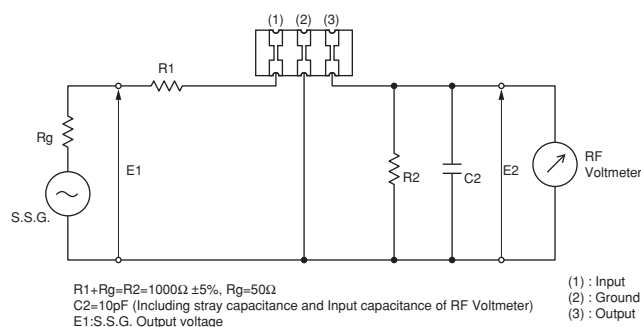 (1) (2) (3)
R1
Rg
E1
S.S.G.
R2
C2
E2
RF
Voltmeter
R1+Rg=R2=1000Ω ±5%, Rg=50Ω
C2=10pF (Including stray capacitance and Input capacitance of RF Voltmeter)
E1:S.S.G. Output voltage
(1) : Input
(2) : Ground
(3) : Output